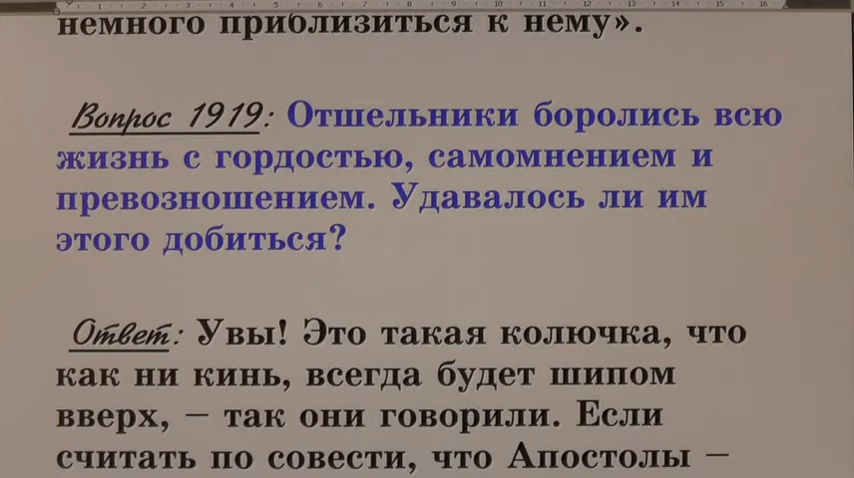 немного приблизиться к нему».
Вопрос 1919: Отшельники боролись всю
жизнь с гордостью, самомнением и
превозношением. Удавалось ли им
этого добиться?
Ответ: Увы! Это такая колючка, что
как ни кинь, всегда будет шипом
вверх, – так они говорили. Если
считать по совести, что Апостолы –